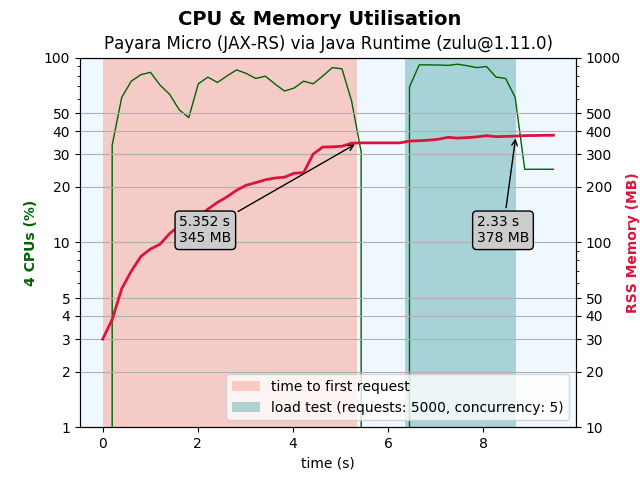 CPU & Memory Utilisation
Payara Micro (JAX-RS) via Java Runtime (zulu@1.11.0)
100
50
40
30
20
10
5
4
3
2
1
4 CPUs (%)
1000
500
400
300
200
100
50
40
30
20
10
RSS Memory (MB)
5.352 s
345 MB
2.33 s
378 MB
time to first request
load test (requests: 5000, concurrency: 5)
0 2 4 6 8
time (s)